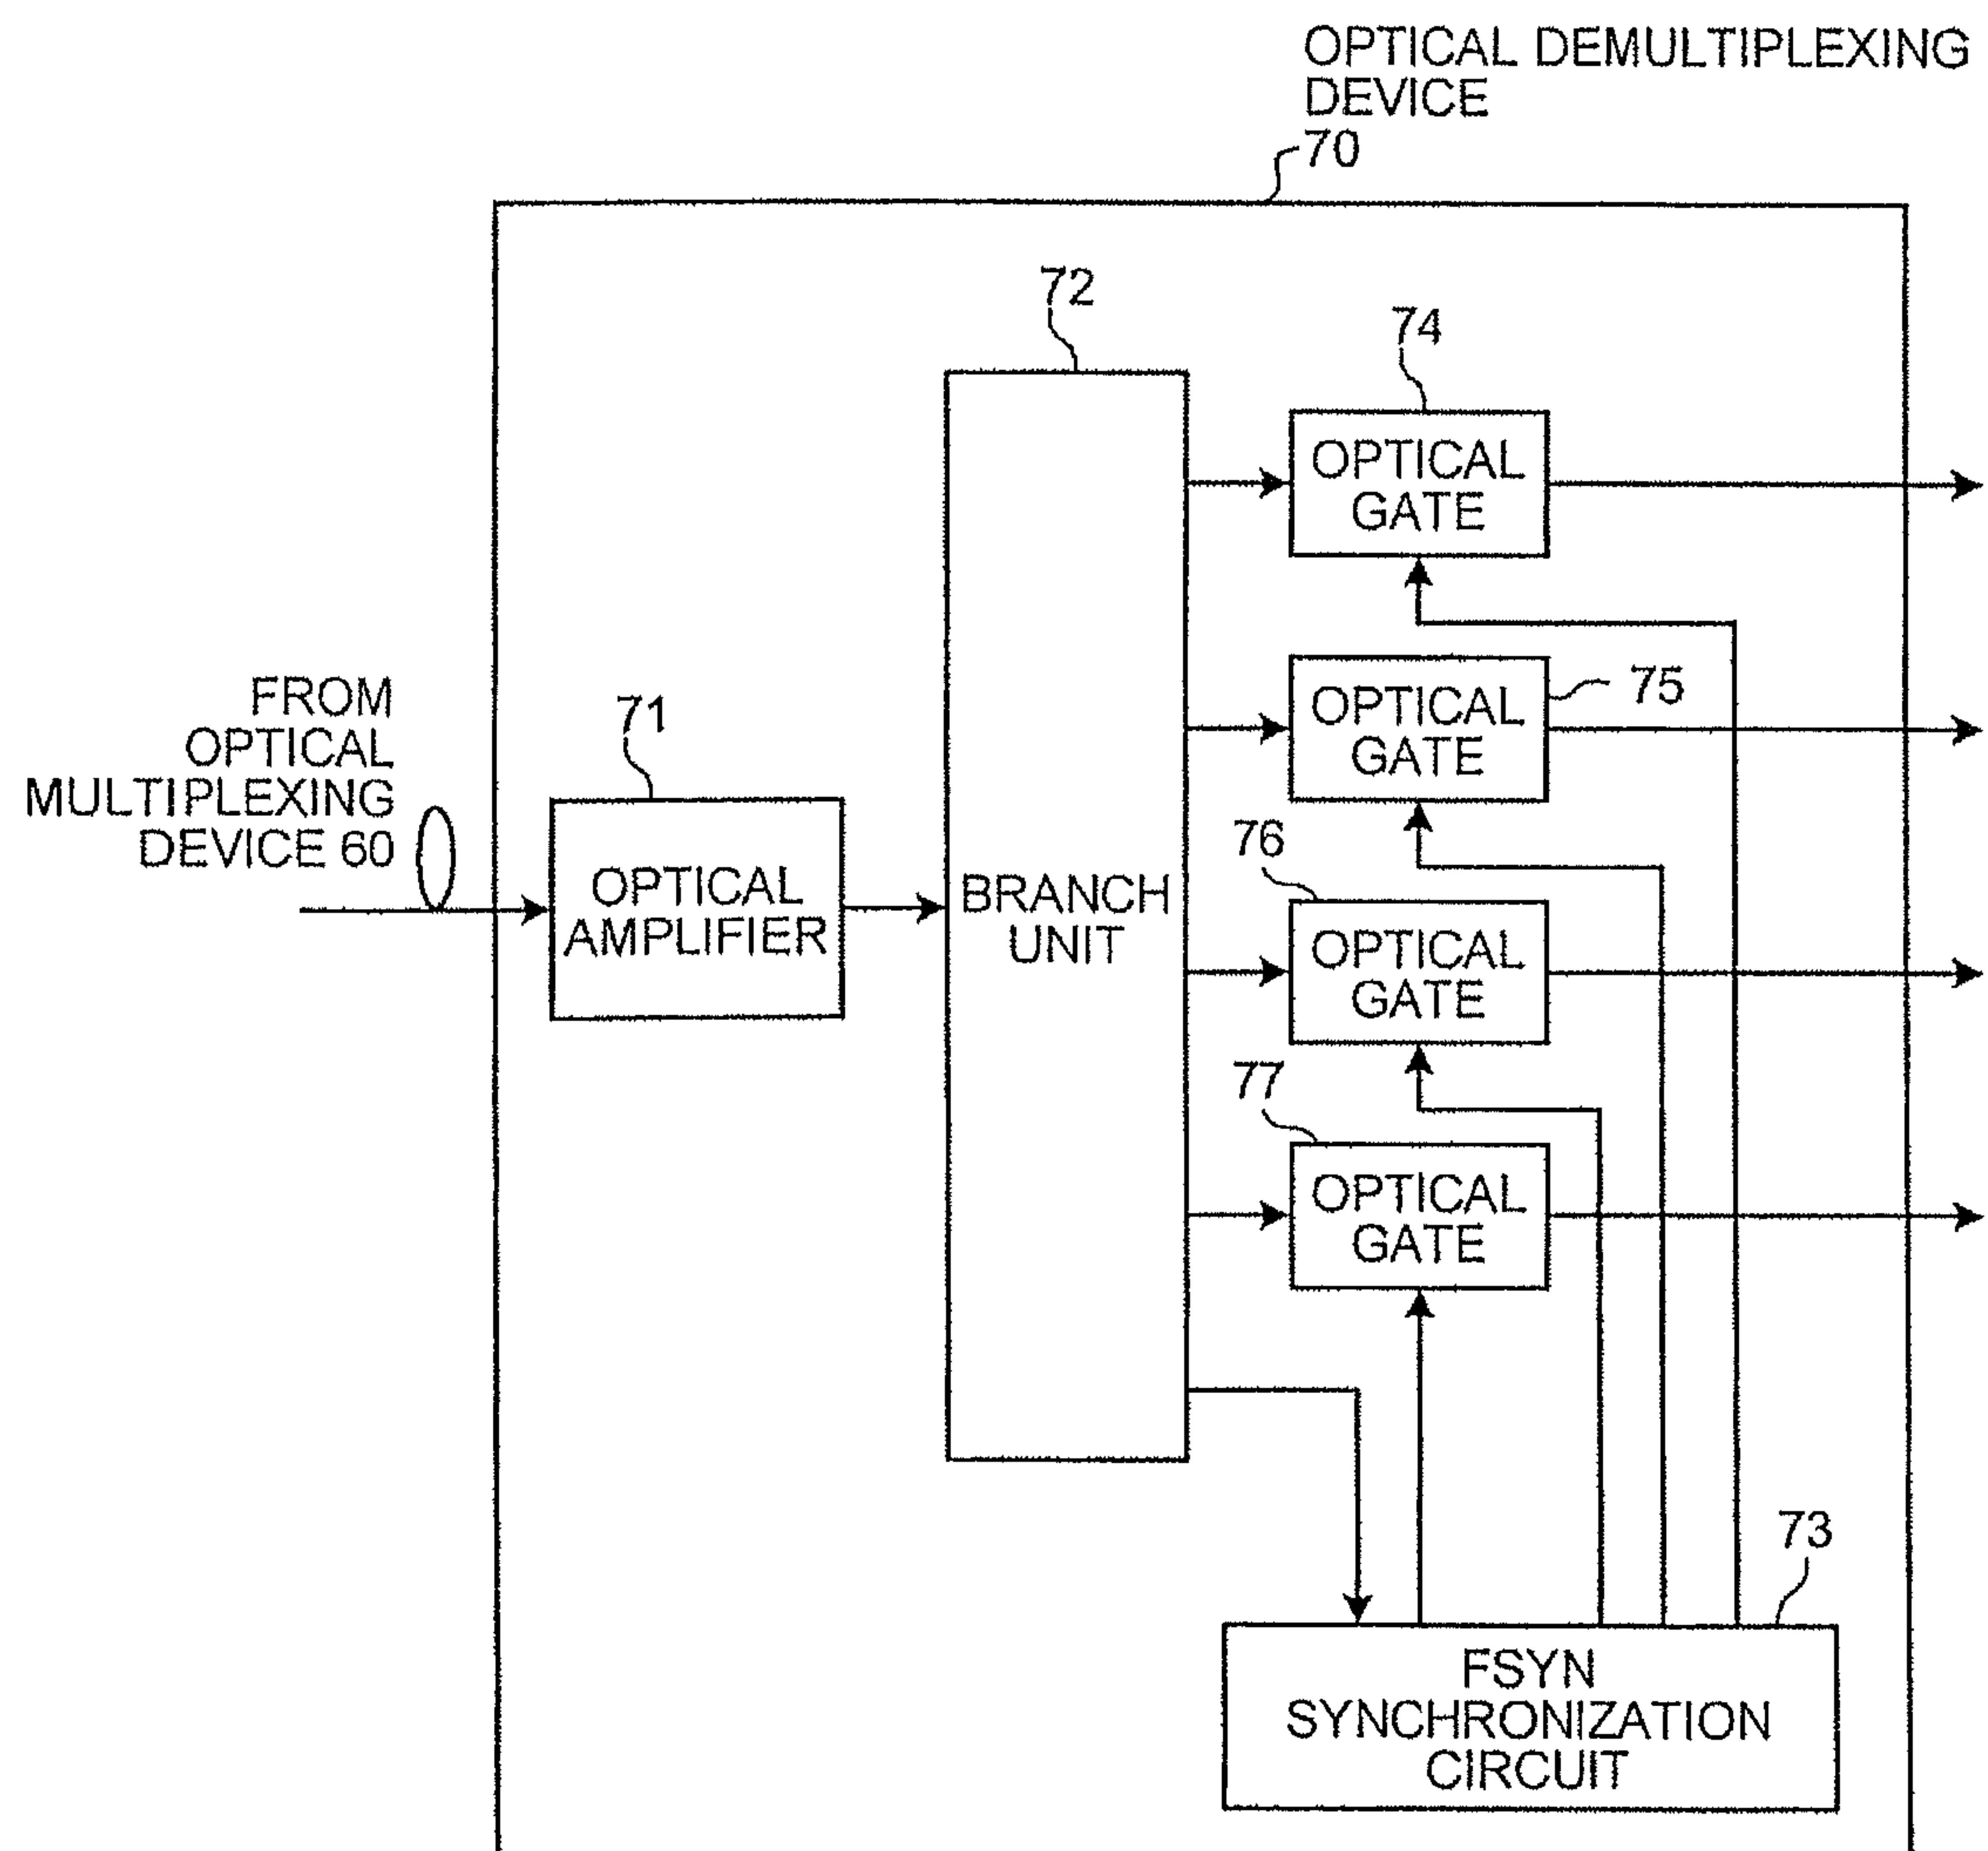 OPTICAL DEMULTIPLEXING
DEVICE
70
72
74
OPTICAL
GATE
FROM
OPTICAL
MULTIPLEXING
DEVICE 60
71
OPTICAL
AMPLIFIER
BRANCH
UNIT
75
OPTICAL
GATE
76
OPTICAL
GATE
77
OPTICAL
GATE
73
FSYN
SYNCHRONIZATION
CIRCUIT